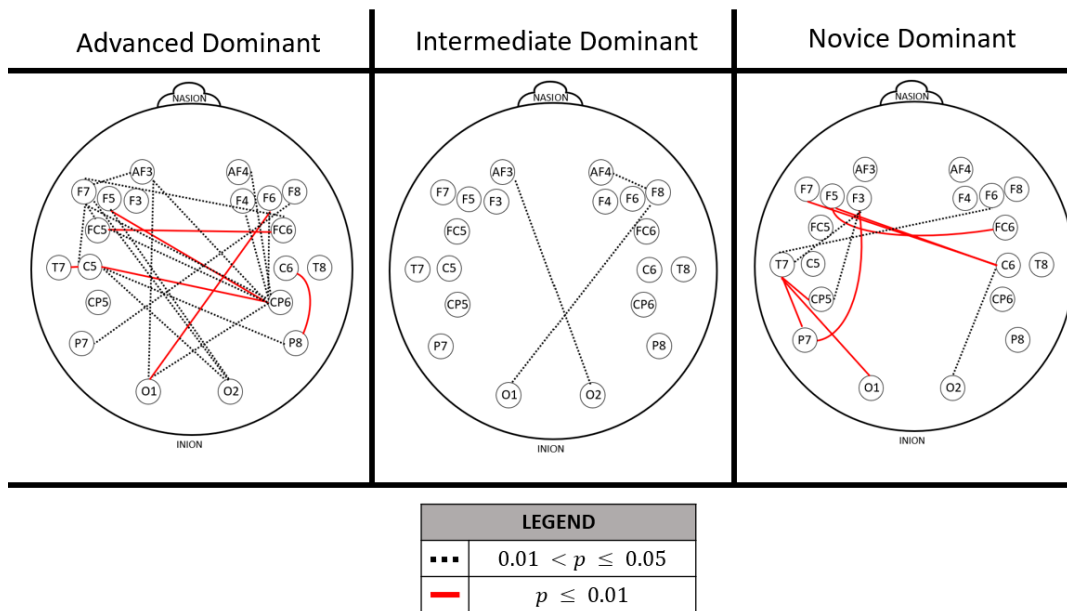 Advanced Dominant
Intermediate Dominant
Novice Dominant
NASION
AF3 AF4
F7 F5 F3 F4 F6 F8
FC5 FC6
T7 C5 C6 T8
CP5 CP6
P7 P8
O1 O2
INION
NASION
AF3 AF4
F7 F5 F3 F4 F6 F8
FC5 FC6
T7 C5 C6 T8
CP5 CP6
P7 P8
O1 O2
INION
NASION
AF3 AF4
F7 F5 F3 F4 F6 F8
FC5 FC6
T7 C5 C6 T8
CP5 CP6
P7 P8
O1 O2
INION
LEGEND
0.01 < p ≤ 0.05
p ≤ 0.01